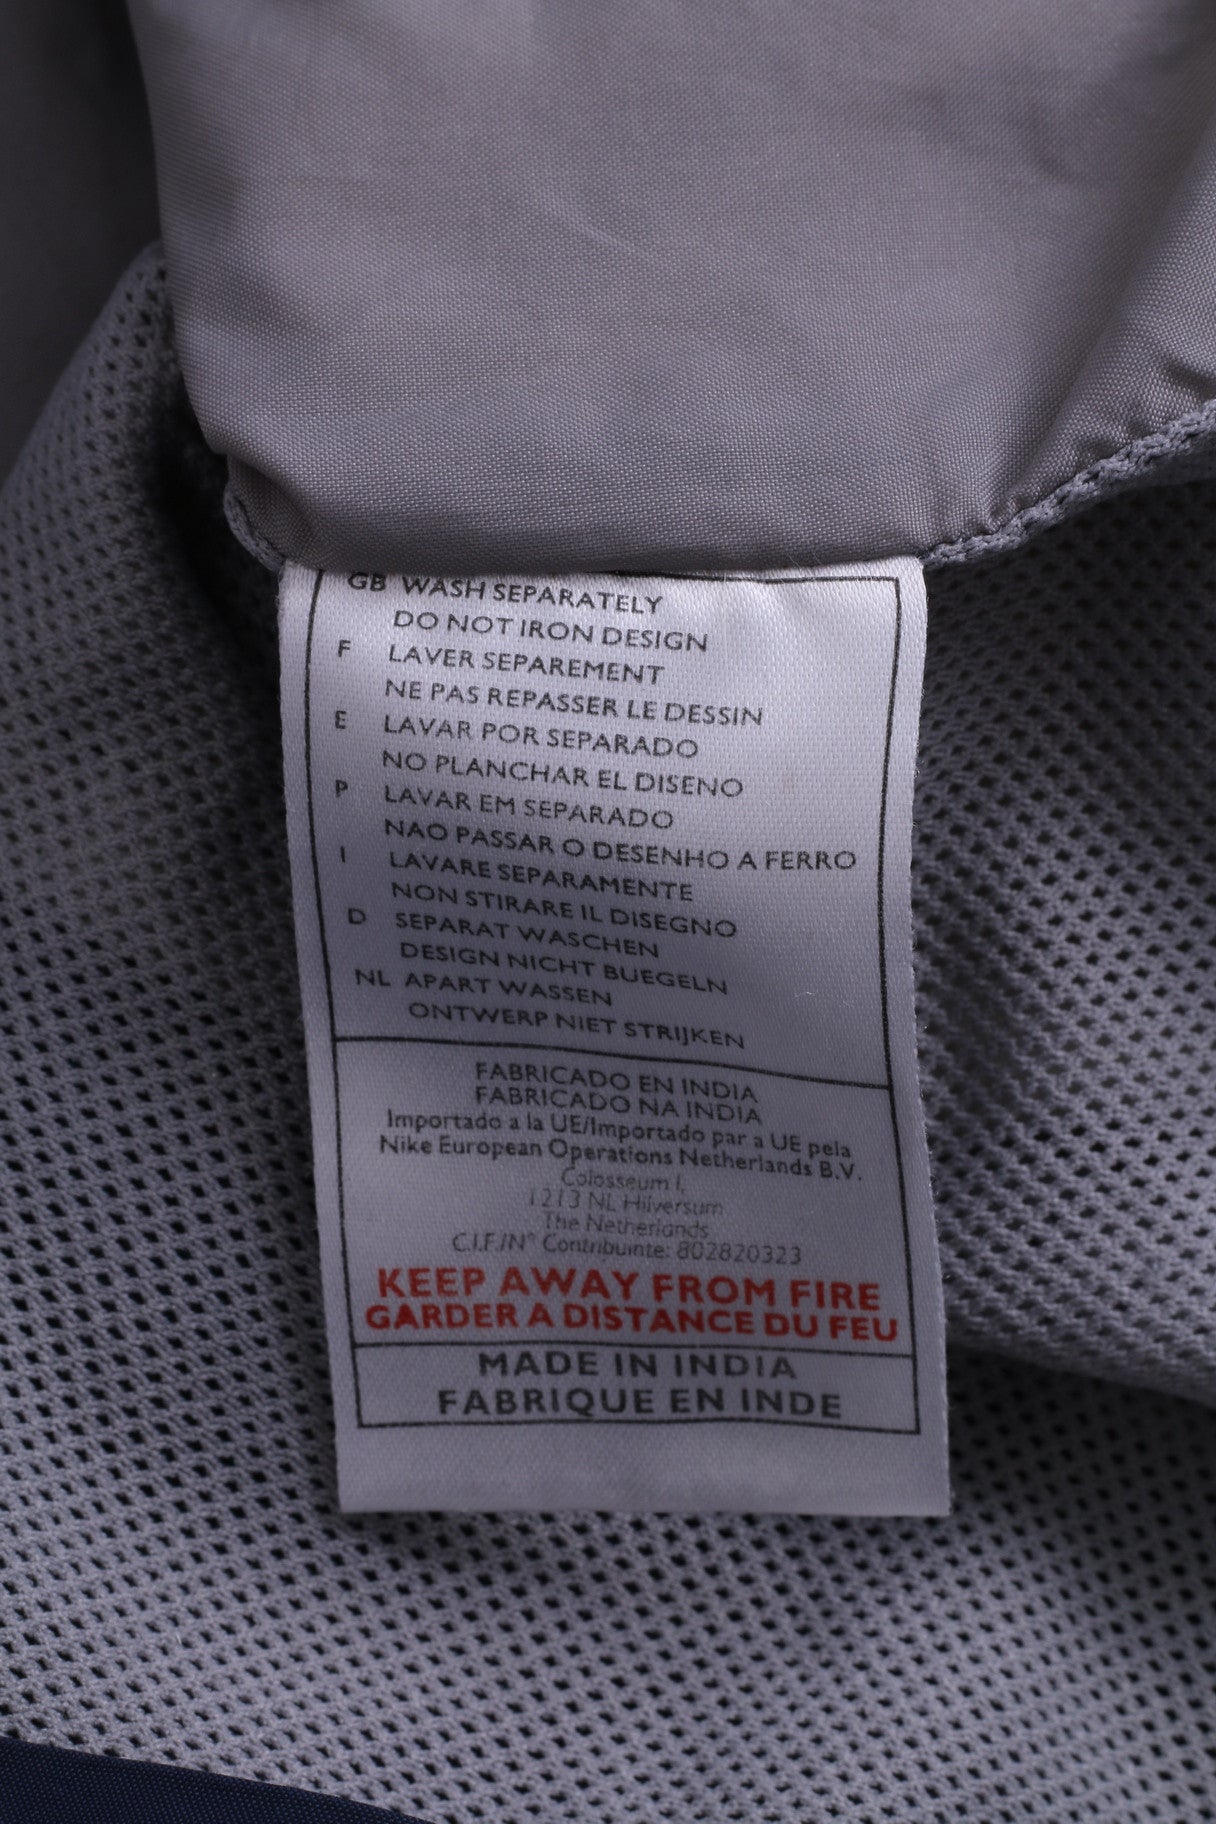 GB WASH SEPARATELY
DO NOT IRON DESIGN
F LAVER SEPAREMENT
NE PAS REPASSER LE DESSIN
E LAVAR POR SEPARADO
NO PLANCHAR EL DISENO
P LAVAR EM SEPARADO
NAO PASSAR O DESENHO A FERRO
I LAVARE SEPARAMENTE
NON STIRARE IL DISEGNO
D SEPARAT WASCHEN
DESIGN NICHT BUEGELN
NL APART WASSEN
ONTWERP NIET STRIJKEN
FABRICADO EN INDIA
FABRICADO NA INDIA
Importado a la UE/Importado par a UE pela
Nike European Operations Netherlands B.V.
Colosseum 1,
1213 NL Hilversum
The Netherlands
C.I.F./N° Contribuinte: 802820323
KEEP AWAY FROM FIRE
GARDER A DISTANCE DU FEU
MADE IN INDIA
FABRIQUE EN INDE